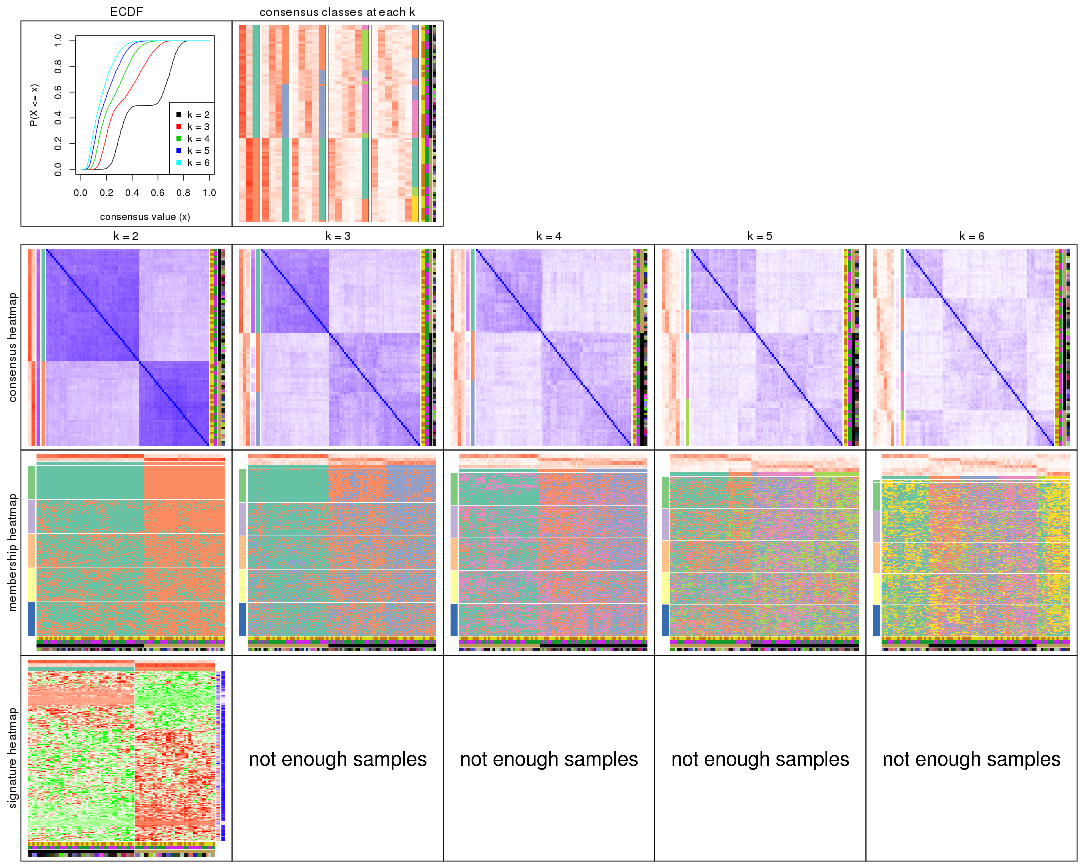 ECDF
consensus classes at each k
P(X <= x)
0.0 0.2 0.4 0.6 0.8 1.0
k = 2
k = 3
k = 4
k = 5
k = 6
0.0 0.2 0.4 0.6 0.8 1.0
consensus value (x)
k = 2 k = 3 k = 4 k = 5 k = 6
consensus heatmap
membership heatmap
signature heatmap
not enough samples not enough samples not enough samples not enough samples